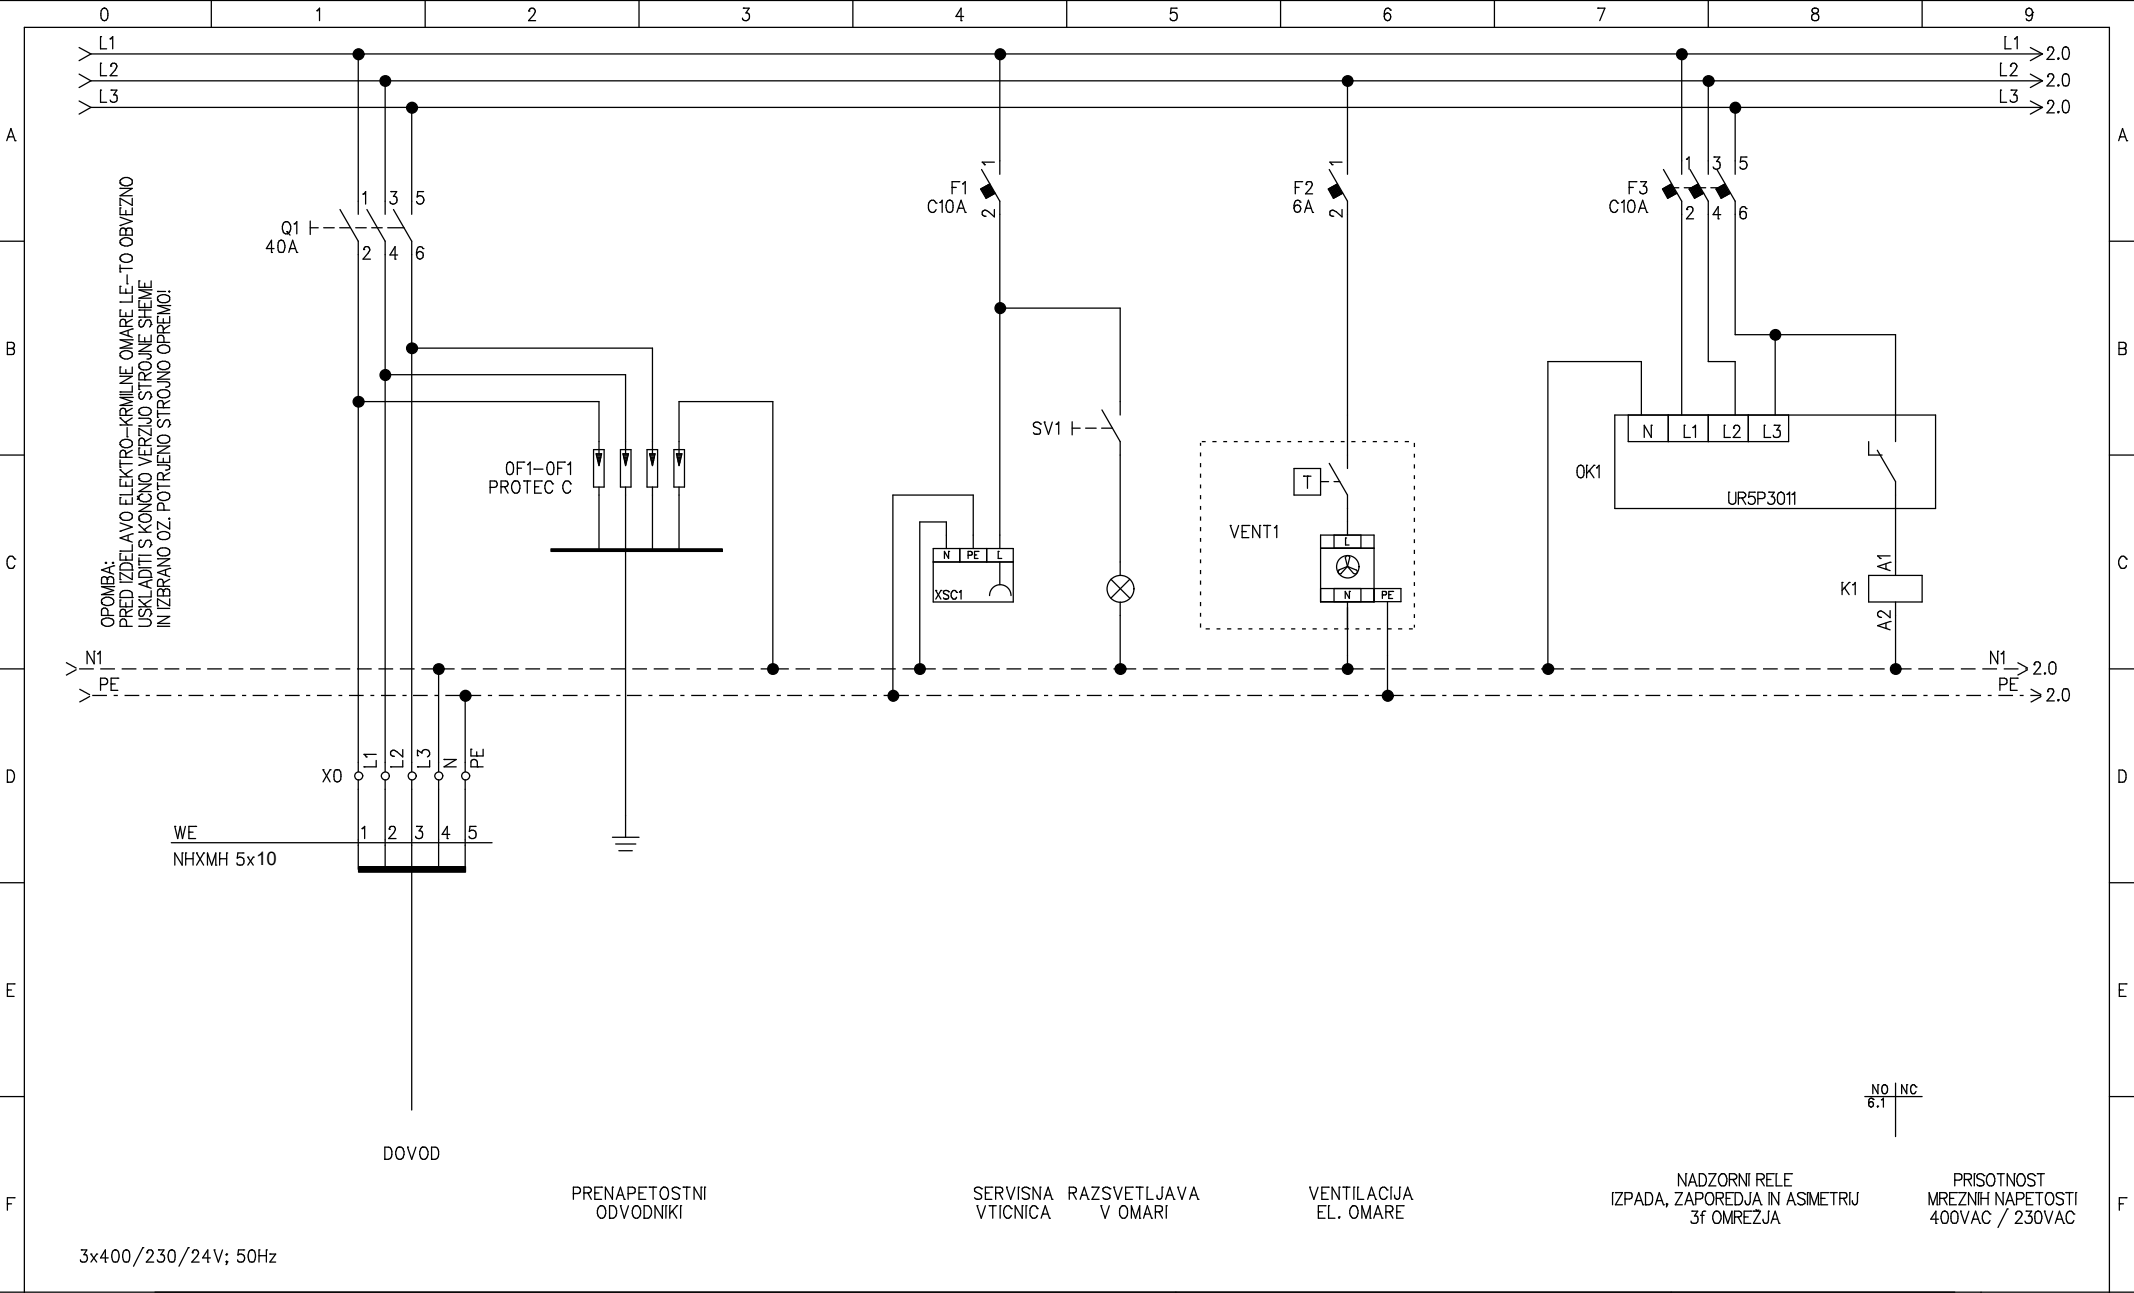 0 1 2 3 4 5 6 7 8 9
L1 L1 2.0
L2 L2 2.0
L3 L3 2.0
A A
OPOMBA:
PRED IZDELAVO ELEKTRO-KRMILNE OMARE LE-TO OBVEZNO
USKLADITI S KONČNO VERZIJO STROJNE SHEME
IN IZBRANO OZ. POTRJENO STROJNO OPREMO!
1 3 5
Q1
40A
2 4 6
1
F1
C10A
2
1
F2
6A
2
1 3 5
F3
C10A
2 4 6
B B
SV1
N L1 L2 L3
0F1-0F1
PROTEC C
T
0K1
UR5P3011
VENT1
L
N PE L
XSC1
N PE
C C
A1
K1
A2
N1 N1 2.0
PE PE 2.0
L1 L2 L3 N PE
X0
D D
WE 1 2 3 4 5
NHXMH 5x10
E E
NO NC
6.1
DOVOD
PRENAPETOSTNI
ODVODNIKI
SERVISNA
VTICNICA
RAZSVETLJAVA
V OMARI
VENTILACIJA
EL. OMARE
NADZORNI RELE
IZPADA, ZAPOREDJA IN ASIMETRIJ
3f OMREŽJA
PRISOTNOST
MREZNIH NAPETOSTI
400VAC / 230VAC
F F
3x400/230/24V; 50Hz